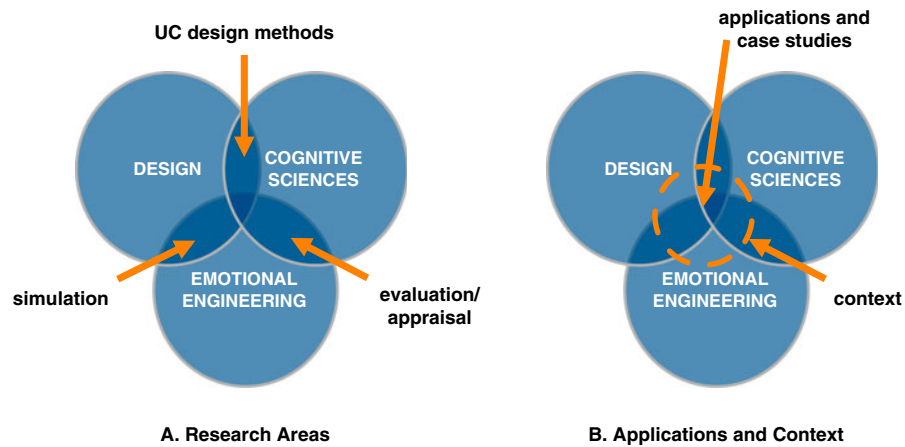 UC design methods
DESIGN
COGNITIVE
SCIENCES
EMOTIONAL
ENGINEERING
simulation
evaluation/
appraisal
A. Research Areas
applications and
case studies
DESIGN
COGNITIVE
SCIENCES
EMOTIONAL
ENGINEERING
context
B. Applications and Context